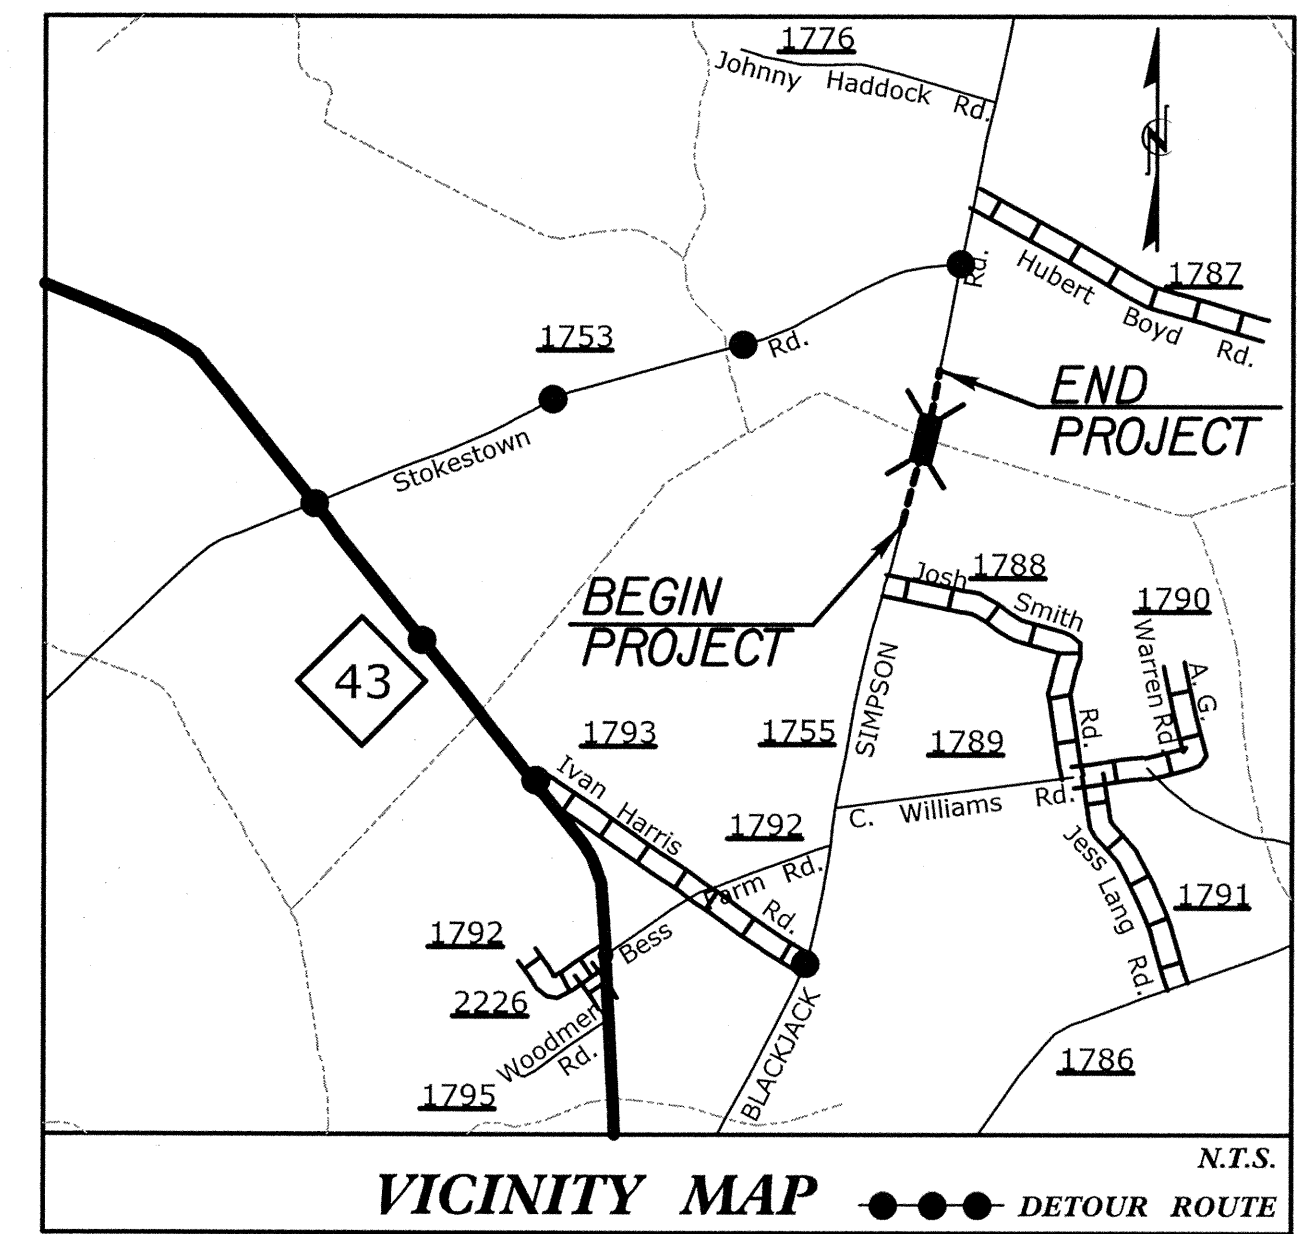 1776
Johnny Haddock Rd.
N
1787
Hubert Boyd Rd.
Rd.
1753
Stokestown Rd.
END
PROJECT
BEGIN
PROJECT
1788
Josh Smith Rd.
1790
A. G. Warren Rd.
43
1793
1755
SIMPSON
1789
Ivan Harris Rd.
C. Williams Rd.
1792
Bess Farm Rd.
Jess Lang Rd.
1791
1792
2226
Woodmen Rd.
BLACKJACK
1786
1795
N.T.S.
VICINITY MAP
DETOUR ROUTE